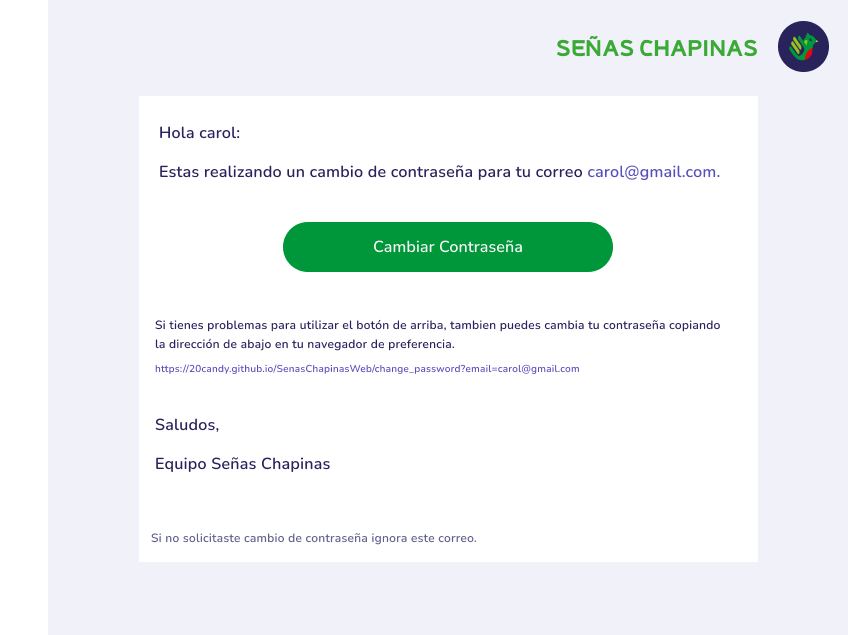 SEÑAS CHAPINAS
Hola carol:
Estas realizando un cambio de contraseña para tu correo carol@gmail.com.
Cambiar Contraseña
Si tienes problemas para utilizar el botón de arriba, tambien puedes cambia tu contraseña copiando
la dirección de abajo en tu navegador de preferencia.
https://20candy.github.io/SenasChapinasWeb/change_password?email=carol@gmail.com
Saludos,
Equipo Señas Chapinas
Si no solicitaste cambio de contraseña ignora este correo.